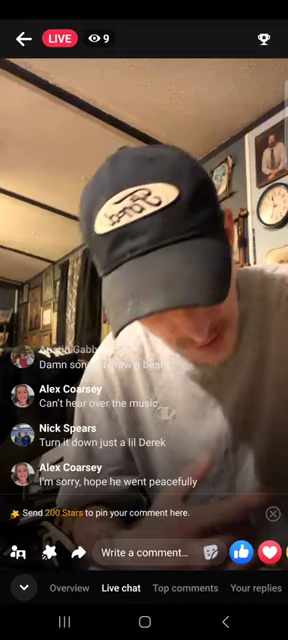 LIVE 9
Ford
Damn son
Alex Coarsey
Can't hear over the music
Nick Spears
Turn it down just a lil Derek
Alex Coarsey
I'm sorry, hope he went peacefully
Send 200 Stars to pin your comment here.
Write a comment...
Overview Live chat Top comments Your replies